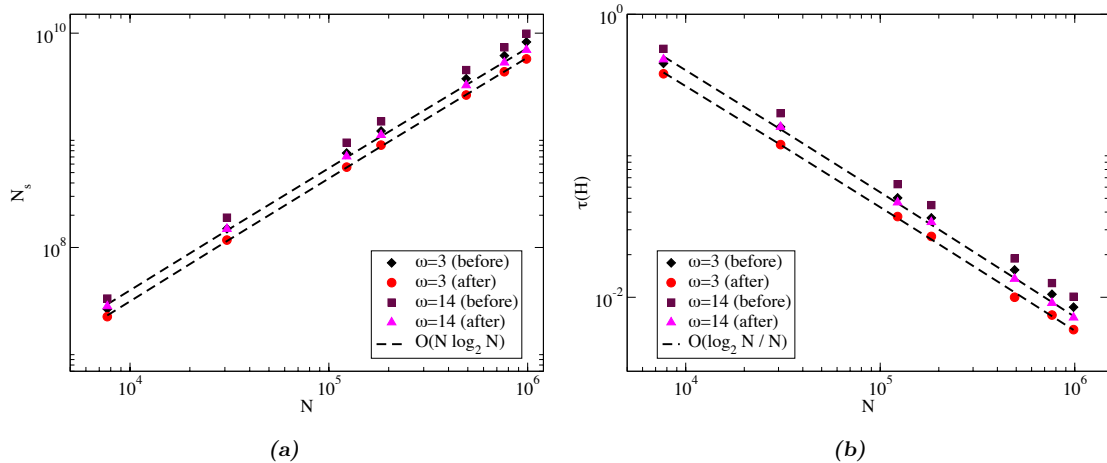 10^10
10^8
N_s
10^4
10^5
10^6
N
ω=3 (before)
ω=3 (after)
ω=14 (before)
ω=14 (after)
O(N log_2 N)
(a)
10^0
10^-2
τ(H)
10^4
10^5
10^6
N
ω=3 (before)
ω=3 (after)
ω=14 (before)
ω=14 (after)
O(log_2 N / N)
(b)